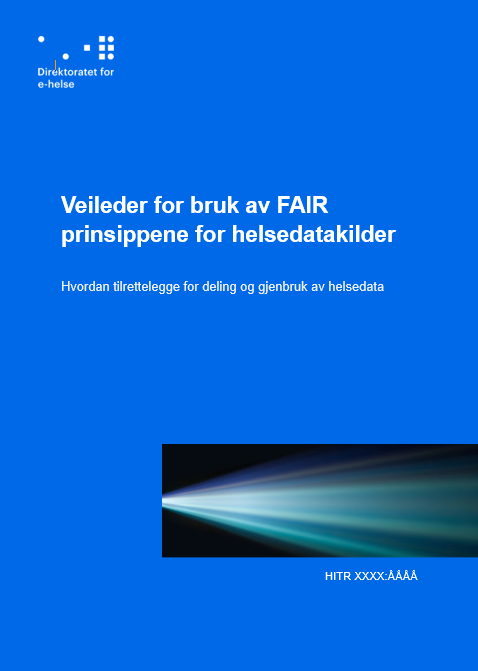 Direktoratet for
e-helse
Veileder for bruk av FAIR
prinsippene for helsedatakilder
Hvordan tilrettelegge for deling og gjenbruk av helsedata
HITR XXXX:ÅÅÅÅ